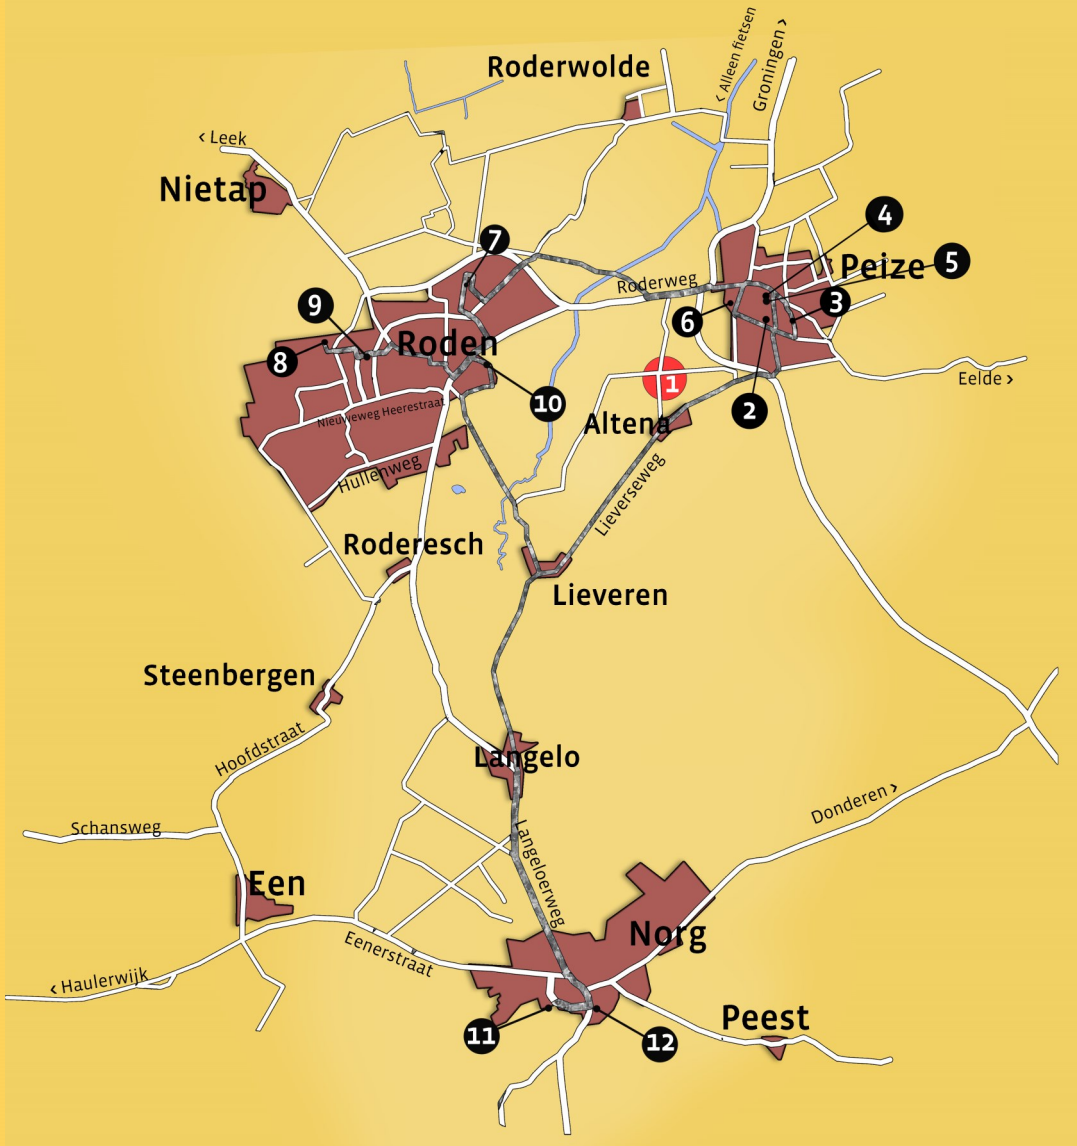 Roderwolde
< Alleen fietsen
Groningen >
< Leek
Nietap
4
7
Peize
5
Roderweg
9
3
6
Roden
8
1
Eelde >
10
2
Nieuweweg Heerestraat
Altena
Hullenweg
Lieverseweg
Roderesch
Lieveren
Steenbergen
Hoofdstraat
Langelo
Donderen >
Schansweg
Langeloerweg
Een
Norg
Eenerstraat
< Haulerwijk
Peest
11
12